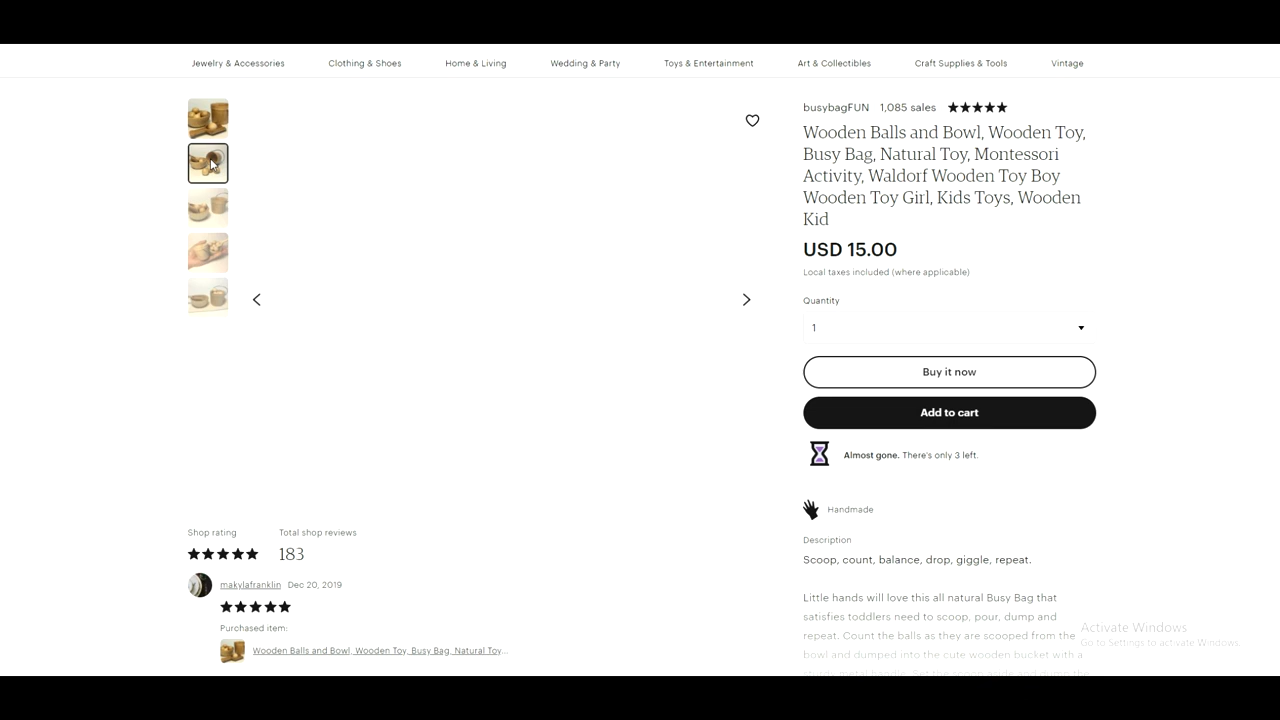 Jewelry & Accessories
Clothing & Shoes
Home & Living
Wedding & Party
Toys & Entertainment
Art & Collectibles
Craft Supplies & Tools
Vintage
busybagFUN 1,085 sales
Wooden Balls and Bowl, Wooden Toy,
Busy Bag, Natural Toy, Montessori
Activity, Waldorf Wooden Toy Boy
Wooden Toy Girl, Kids Toys, Wooden
Kid
USD 15.00
Local taxes included (where applicable)
Quantity
1
Buy it now
Add to cart
Almost gone. There's only 3 left.
Handmade
Description
Scoop, count, balance, drop, giggle, repeat.
Little hands will love this all natural Busy Bag that
satisfies toddlers need to scoop, pour, dump and
repeat. Count the balls as they are scooped from the
bowl and dumped into the cute wooden bucket with a
Shop rating
Total shop reviews
183
makylafranklin Dec 20, 2019
Purchased item:
Wooden Balls and Bowl, Wooden Toy, Busy Bag, Natural Toy...
Activate Windows
Go to Settings to activate Windows.